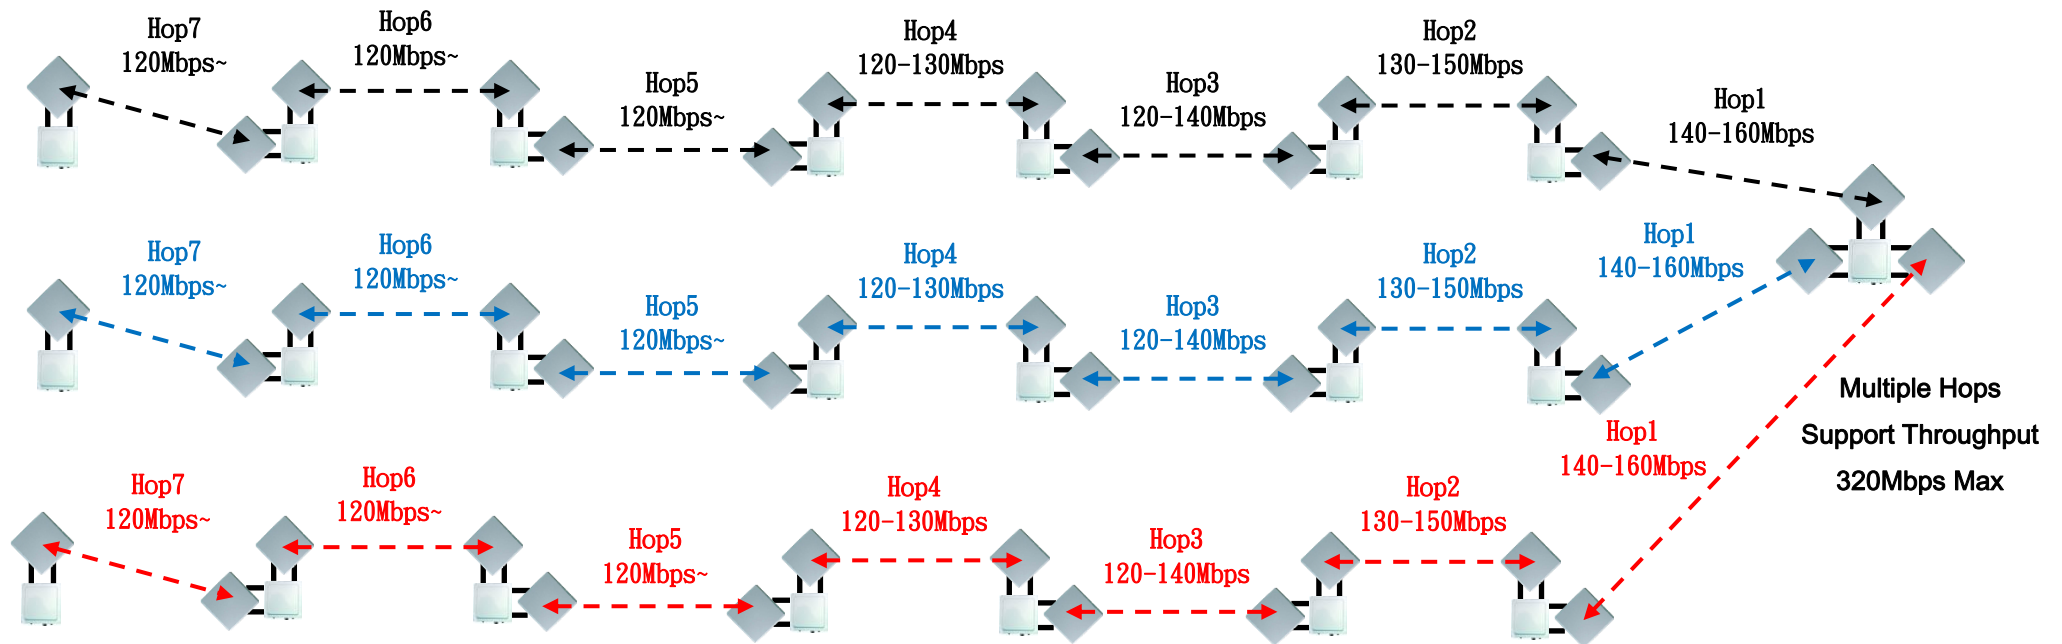 Hop7
120Mbps~
Hop6
120Mbps~
Hop5
120Mbps~
Hop4
120-130Mbps
Hop3
120-140Mbps
Hop2
130-150Mbps
Hop1
140-160Mbps
Hop7
120Mbps~
Hop6
120Mbps~
Hop5
120Mbps~
Hop4
120-130Mbps
Hop3
120-140Mbps
Hop2
130-150Mbps
Hop1
140-160Mbps
Hop7
120Mbps~
Hop6
120Mbps~
Hop5
120Mbps~
Hop4
120-130Mbps
Hop3
120-140Mbps
Hop2
130-150Mbps
Hop1
140-160Mbps
Multiple Hops
Support Throughput
320Mbps Max